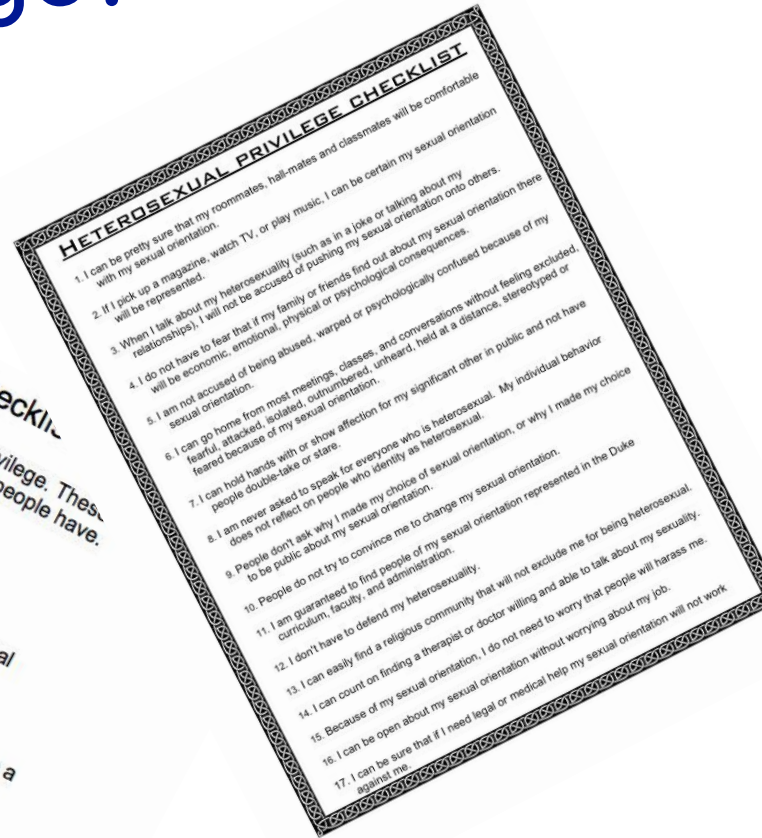 ge?
HETEROSEXUAL PRIVILEGE CHECKLIST
1. I can be pretty sure that my roommates, hall-mates and classmates will be comfortable
with my sexual orientation.
2. If I pick up a magazine, watch TV, or play music, I can be certain my sexual orientation
will be represented.
3. When I talk about my heterosexuality (such as in a joke or talking about my
relationships), I will not be accused of pushing my sexual orientation onto others.
4. I do not have to fear that if my family or friends find out about my sexual orientation there
will be economic, emotional, physical or psychological consequences.
5. I am not accused of being abused, warped or psychologically confused because of my
sexual orientation.
6. I can go home from most meetings, classes, and conversations without feeling excluded,
fearful, attacked, isolated, outnumbered, unheard, held at a distance, stereotyped or
feared because of my sexual orientation.
7. I can hold hands with or show affection for my significant other in public and not have
people double-take or stare.
8. I am never asked to speak for everyone who is heterosexual. My individual behavior
does not reflect on people who identify as heterosexual.
9. People don't ask why I made my choice of sexual orientation, or why I made my choice
to be public about my sexual orientation.
10. People do not try to convince me to change my sexual orientation.
11. I am guaranteed to find people of my sexual orientation represented in the Duke
curriculum, faculty, and administration.
12. I don't have to defend my heterosexuality.
13. I can easily find a religious community that will not exclude me for being heterosexual.
14. I can count on finding a therapist or doctor willing and able to talk about my sexuality.
15. Because of my sexual orientation, I do not need to worry that people will harass me.
16. I can be open about my sexual orientation without worrying about my job.
17. I can be sure that if I need legal or medical help my sexual orientation will not work
against me.
vilege. These
people have.
al
a